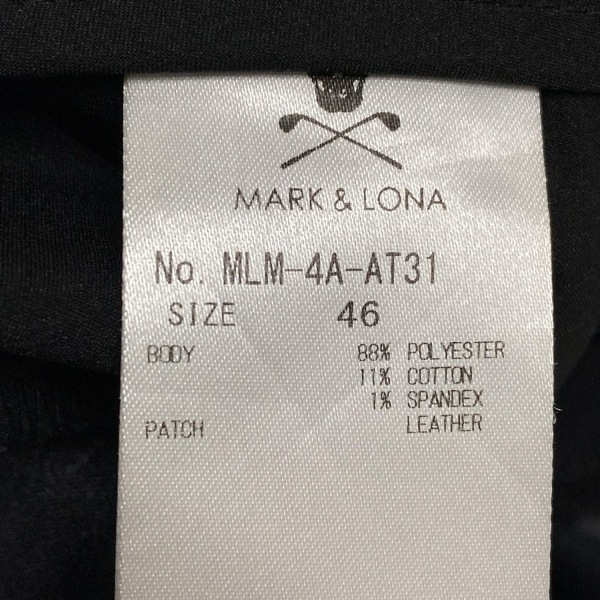 MARK & LONA
No. MLM-4A-AT31
SIZE 46
BODY 88% POLYESTER
11% COTTON
1% SPANDEX
PATCH LEATHER